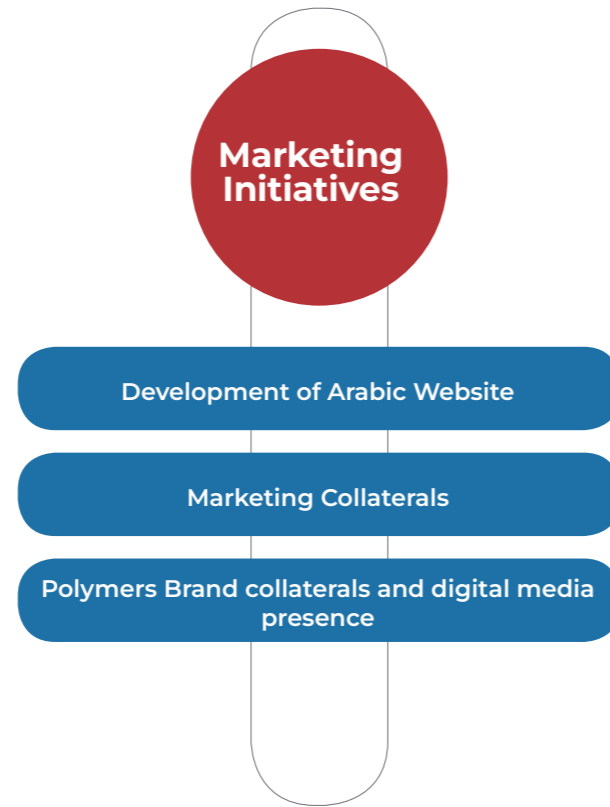 Marketing
Initiatives
Development of Arabic Website
Marketing Collaterals
Polymers Brand collaterals and digital media
presence